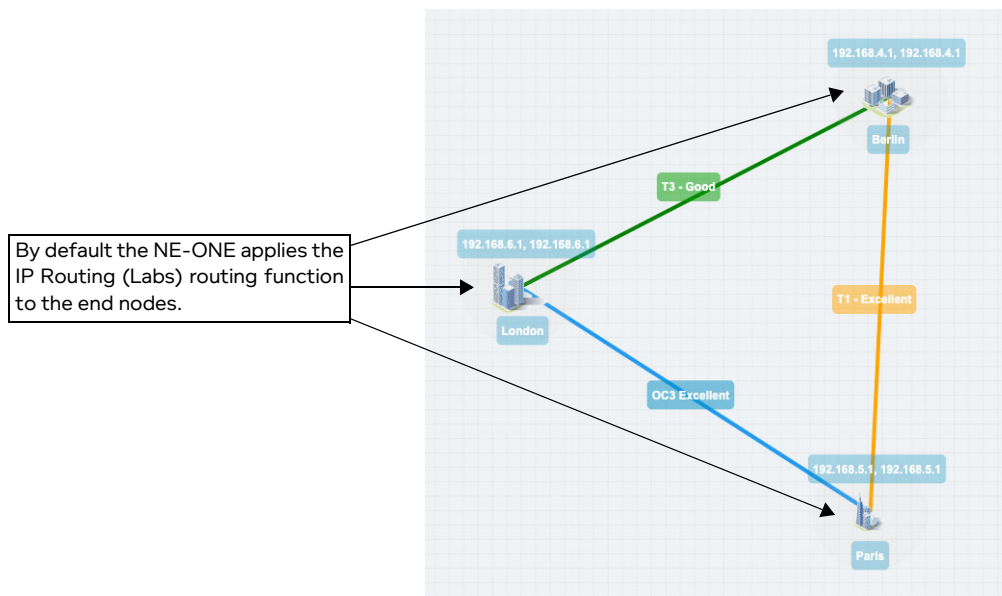 192.168.4.1, 192.168.4.1
Berlin
T3 - Good
By default the NE-ONE applies the
IP Routing (Labs) routing function
to the end nodes.
192.168.6.1, 192.168.6.1
London
T1 - Excellent
OC3 Excellent
192.168.5.1, 192.168.5.1
Paris